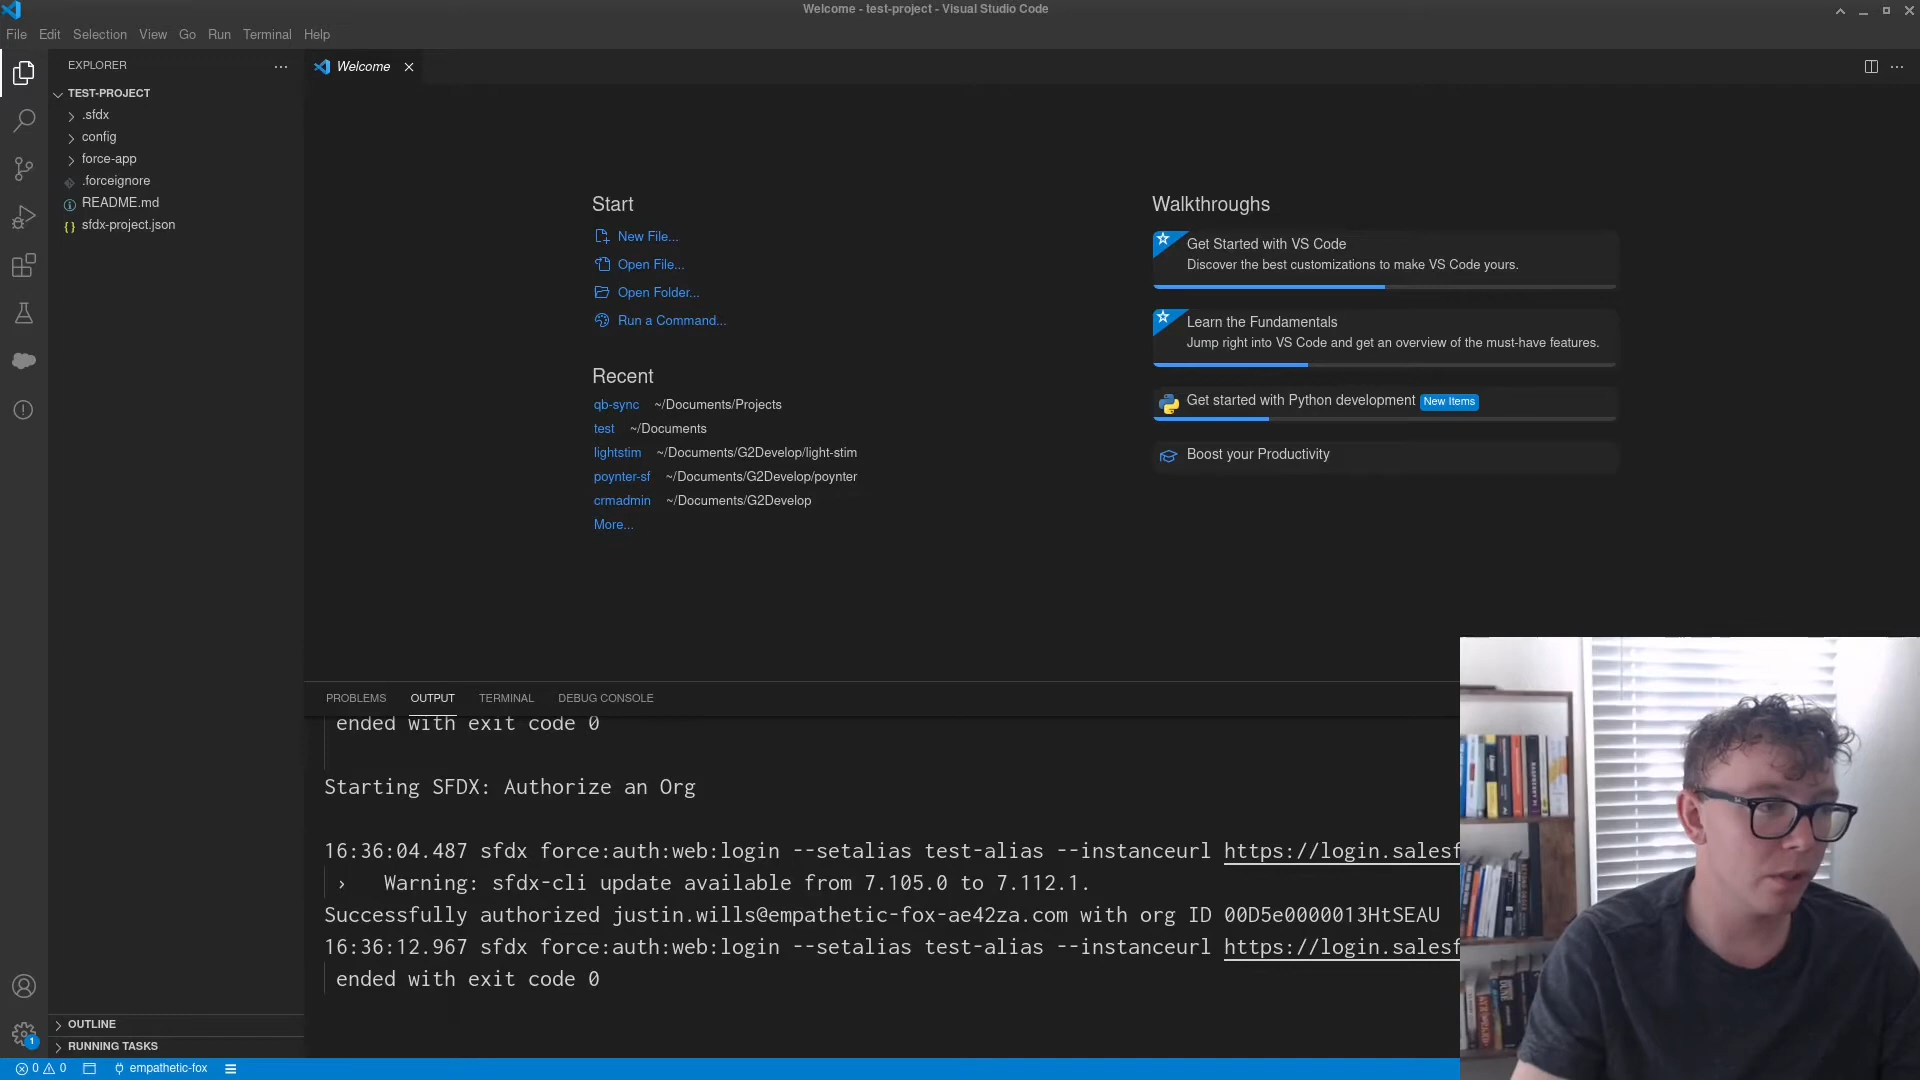 Welcome - test-project - Visual Studio Code
File Edit Selection View Go Run Terminal Help
EXPLORER
Welcome
TEST-PROJECT
.sfdx
config
force-app
.forceignore
README.md
{} sfdx-project.json
Start
New File...
Open File...
Open Folder...
Run a Command...
Recent
qb-sync ~/Documents/Projects
test ~/Documents
lightstim ~/Documents/G2Develop/light-stim
poynter-sf ~/Documents/G2Develop/poynter
crmadmin ~/Documents/G2Develop
More...
Walkthroughs
Get Started with VS Code
Discover the best customizations to make VS Code yours.
Learn the Fundamentals
Jump right into VS Code and get an overview of the must-have features.
Get started with Python development New Items
Boost your Productivity
PROBLEMS OUTPUT TERMINAL DEBUG CONSOLE
ended with exit code 0
Starting SFDX: Authorize an Org
16:36:04.487 sfdx force:auth:web:login --setalias test-alias --instanceurl https://login.salesf
› Warning: sfdx-cli update available from 7.105.0 to 7.112.1.
Successfully authorized justin.wills@empathetic-fox-ae42za.com with org ID 00D5e0000013HtSEAU
16:36:12.967 sfdx force:auth:web:login --setalias test-alias --instanceurl https://login.salesf
ended with exit code 0
OUTLINE
RUNNING TASKS
1
0 0 empathetic-fox